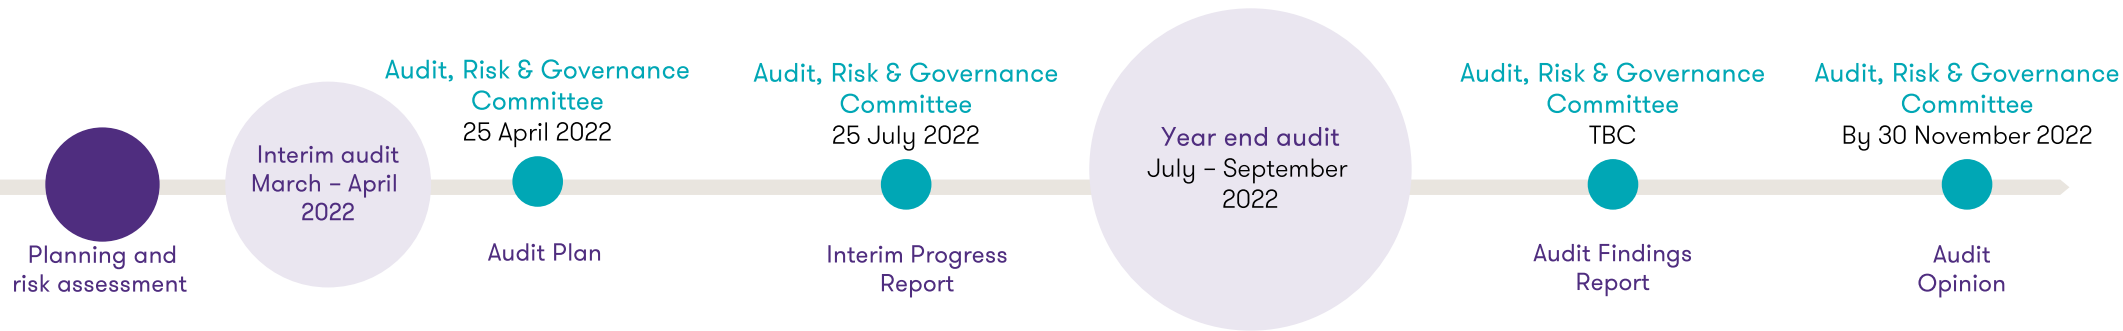 Planning and
risk assessment
Interim audit
March – April
2022
Audit, Risk & Governance
Committee
25 April 2022
Audit Plan
Audit, Risk & Governance
Committee
25 July 2022
Interim Progress
Report
Year end audit
July – September
2022
Audit, Risk & Governance
Committee
TBC
Audit Findings
Report
Audit, Risk & Governance
Committee
By 30 November 2022
Audit
Opinion